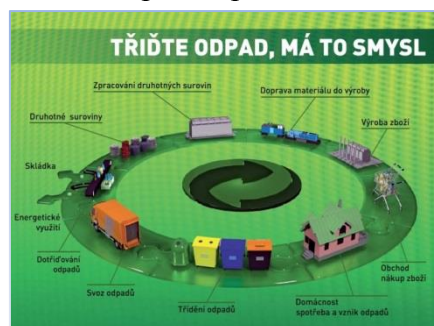 TŘIĎTE ODPAD, MÁ TO SMYSL
Zpracování druhotných surovin
Doprava materiálu do výroby
Druhotné suroviny
Výroba zboží
Skládka
Energetické
využití
Dotřiďování
odpadů
Svoz odpadů
Třídění odpadů
Domácnost
spotřeba a vznik odpadů
Obchod
nákup zboží